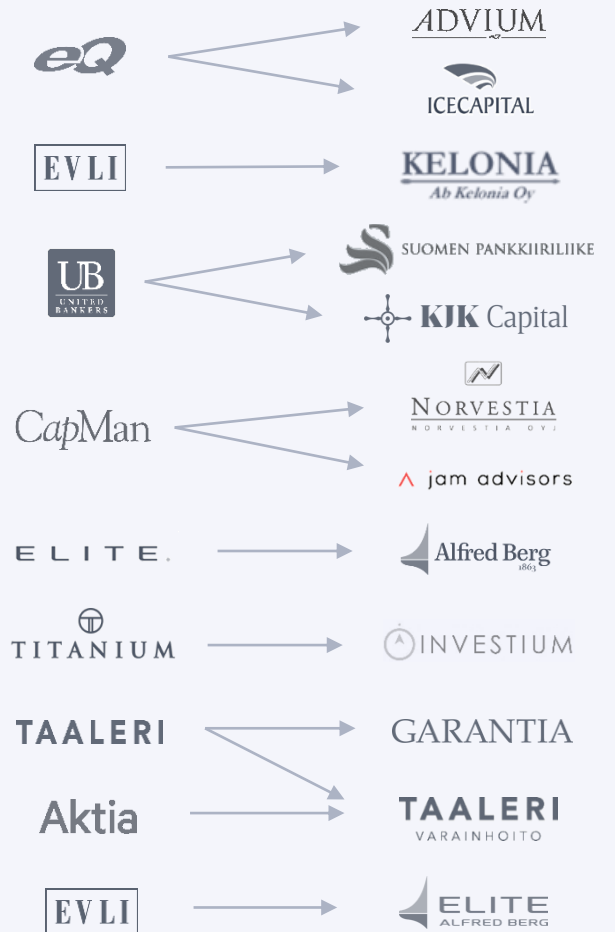 eQ
ADVIUM
ICECAPITAL
EVLI
KELONIA
Ab Kelonia Oy
UB
UNITED
BANKERS
SUOMEN PANKKIIRILIIKE
KJK Capital
CapMan
NORVESTIA
NORVESTIA OYJ
jam advisors
ELITE.
Alfred Berg
1863
TITANIUM
INVESTIUM
TAALERI
GARANTIA
Aktia
TAALERI
VARAINHOITO
EVLI
ELITE
ALFRED BERG